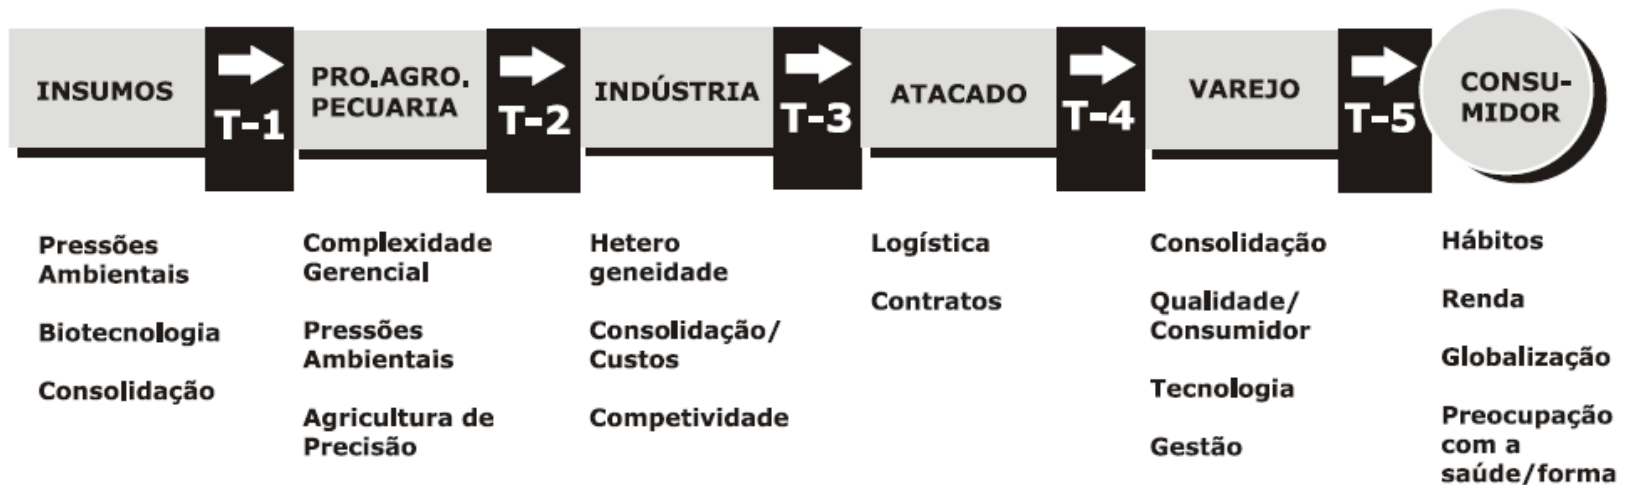 INSUMOS
T-1
PRO.AGRO.
PECUARIA
T-2
INDÚSTRIA
T-3
ATACADO
T-4
VAREJO
T-5
CONSU-
MIDOR
Pressões
Ambientais
Biotecnologia
Consolidação
Complexidade
Gerencial
Pressões
Ambientais
Agricultura de
Precisão
Hetero
geneidade
Consolidação/
Custos
Competividade
Logística
Contratos
Consolidação
Qualidade/
Consumidor
Tecnologia
Gestão
Hábitos
Renda
Globalização
Preocupação
com a
saúde/forma